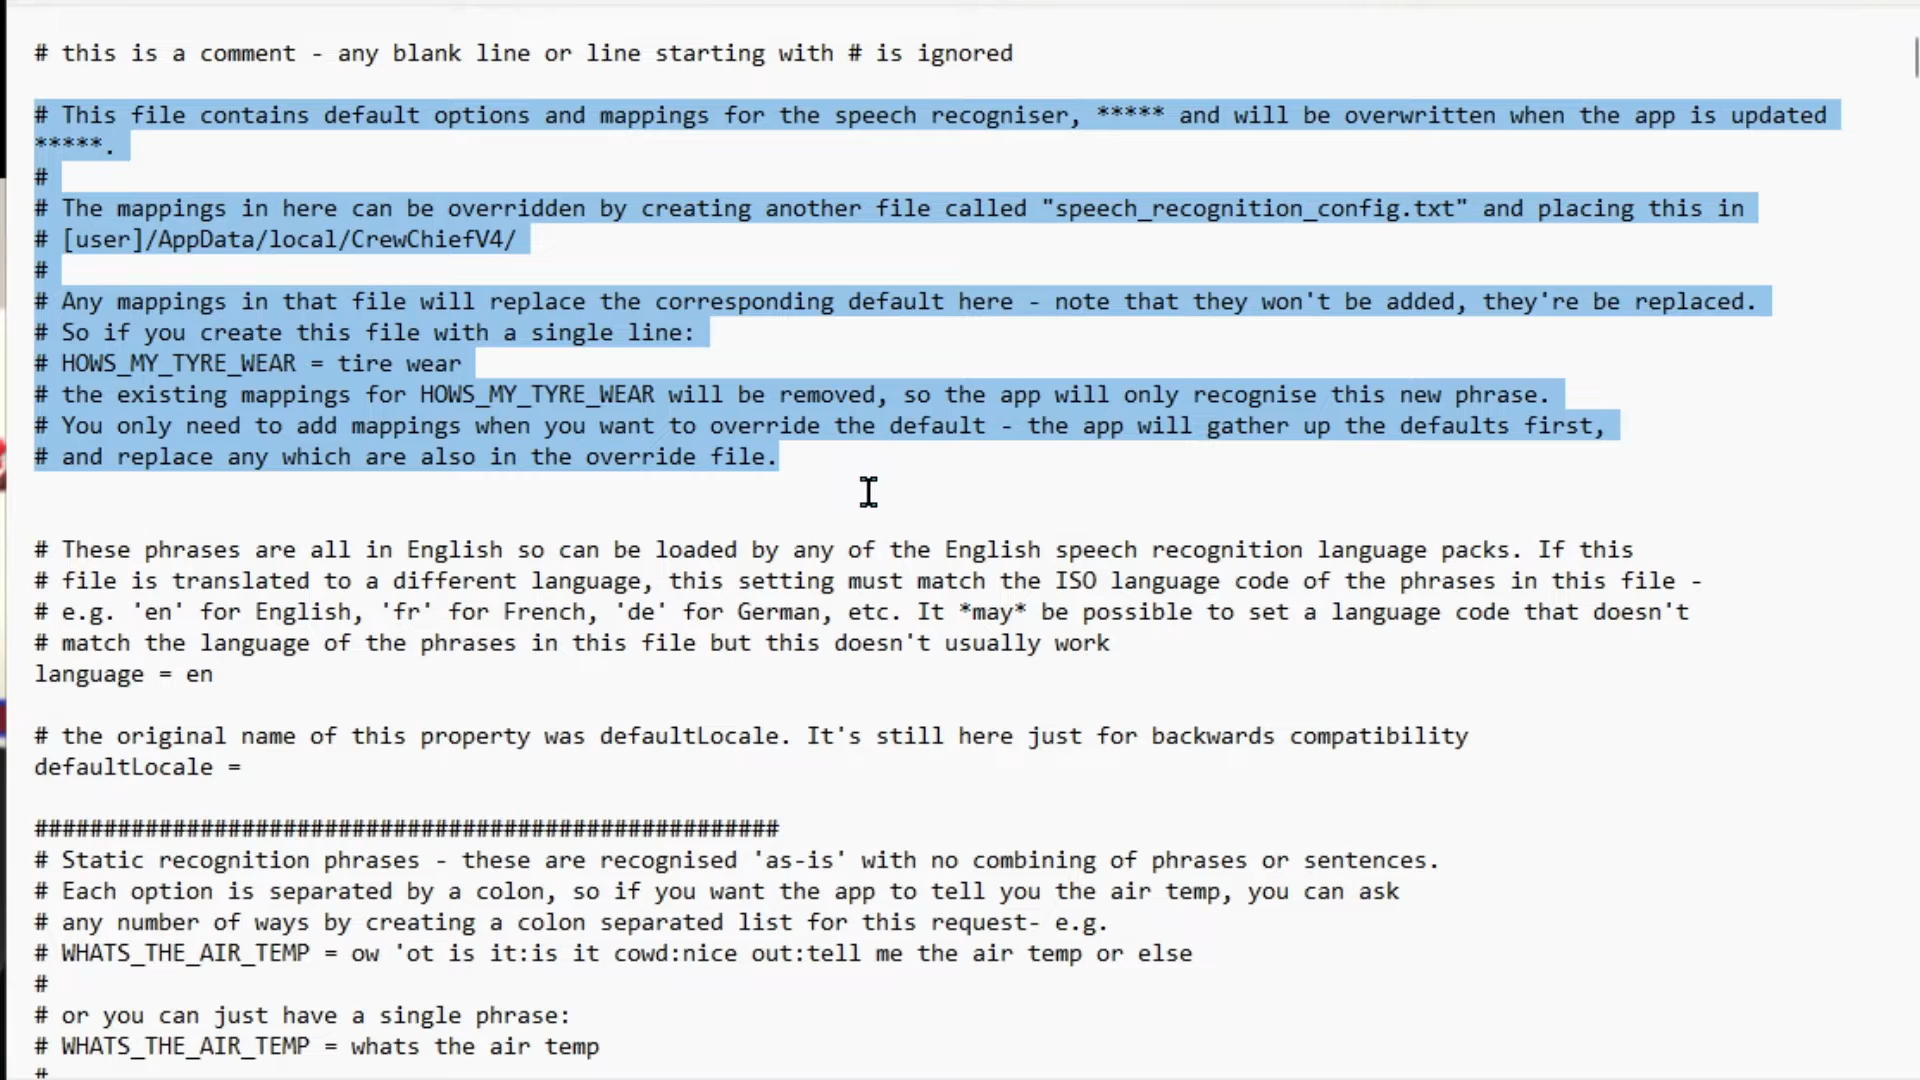 # this is a comment - any blank line or line starting with # is ignored
# This file contains default options and mappings for the speech recogniser, ***** and will be overwritten when the app is updated
*****.
#
# The mappings in here can be overridden by creating another file called "speech_recognition_config.txt" and placing this in
# [user]/AppData/local/CrewChiefV4/
#
# Any mappings in that file will replace the corresponding default here - note that they won't be added, they're be replaced.
# So if you create this file with a single line:
# HOWS_MY_TYRE_WEAR = tire wear
# the existing mappings for HOWS_MY_TYRE_WEAR will be removed, so the app will only recognise this new phrase.
# You only need to add mappings when you want to override the default - the app will gather up the defaults first,
# and replace any which are also in the override file.
# These phrases are all in English so can be loaded by any of the English speech recognition language packs. If this
# file is translated to a different language, this setting must match the ISO language code of the phrases in this file -
# e.g. 'en' for English, 'fr' for French, 'de' for German, etc. It *may* be possible to set a language code that doesn't
# match the language of the phrases in this file but this doesn't usually work
language = en
# the original name of this property was defaultLocale. It's still here just for backwards compatibility
defaultLocale =
######################################################
# Static recognition phrases - these are recognised 'as-is' with no combining of phrases or sentences.
# Each option is separated by a colon, so if you want the app to tell you the air temp, you can ask
# any number of ways by creating a colon separated list for this request- e.g.
# WHATS_THE_AIR_TEMP = ow 'ot is it:is it cowd:nice out:tell me the air temp or else
#
# or you can just have a single phrase:
# WHATS_THE_AIR_TEMP = whats the air temp
#